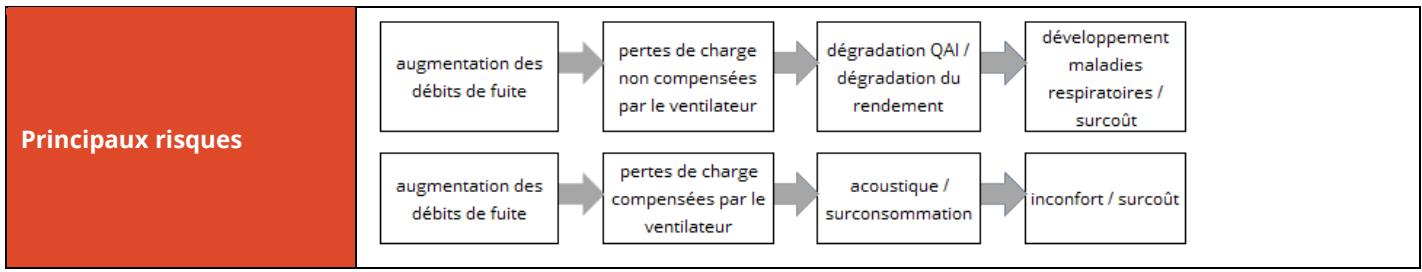 Principaux risques
augmentation des
débits de fuite
pertes de charge
non compensées
par le ventilateur
dégradation QAI /
dégradation du
rendement
développement
maladies
respiratoires /
surcoût
augmentation des
débits de fuite
pertes de charge
compensées par le
ventilateur
acoustique /
surconsommation
inconfort / surcoût